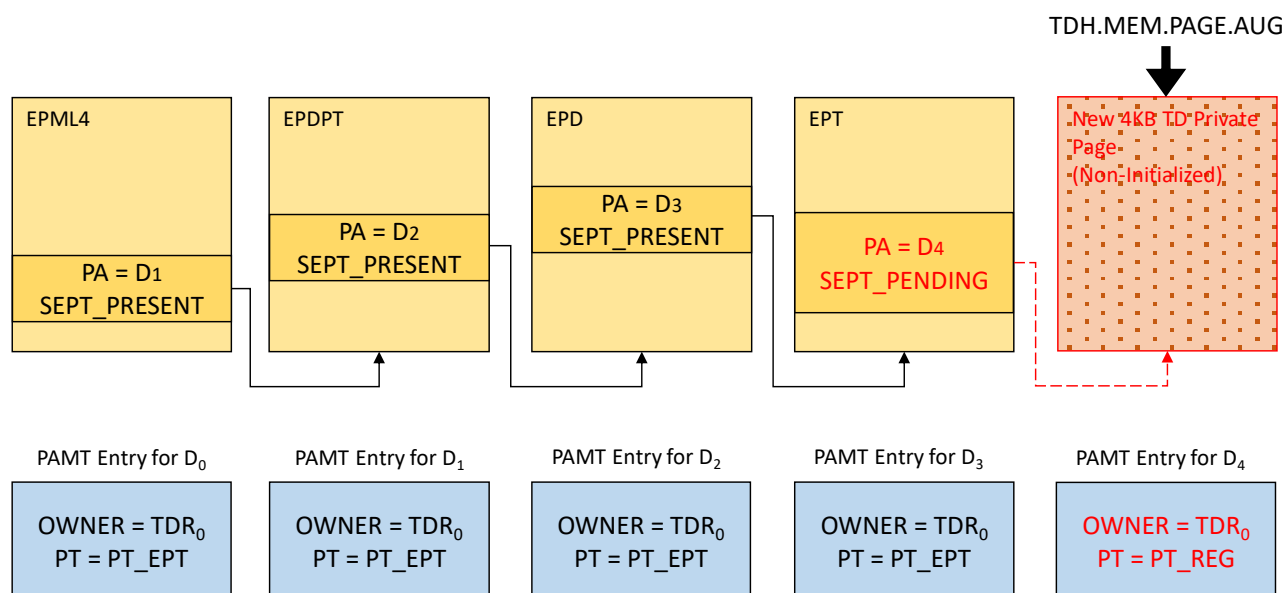 TDH.MEM.PAGE.AUG
EPML4
PA = D1
SEPT_PRESENT
EPDPT
PA = D2
SEPT_PRESENT
EPD
PA = D3
SEPT_PRESENT
EPT
PA = D4
SEPT_PENDING
New 4KB TD Private
Page
(Non-Initialized)
PAMT Entry for D0
OWNER = TDR0
PT = PT_EPT
PAMT Entry for D1
OWNER = TDR0
PT = PT_EPT
PAMT Entry for D2
OWNER = TDR0
PT = PT_EPT
PAMT Entry for D3
OWNER = TDR0
PT = PT_EPT
PAMT Entry for D4
OWNER = TDR0
PT = PT_REG